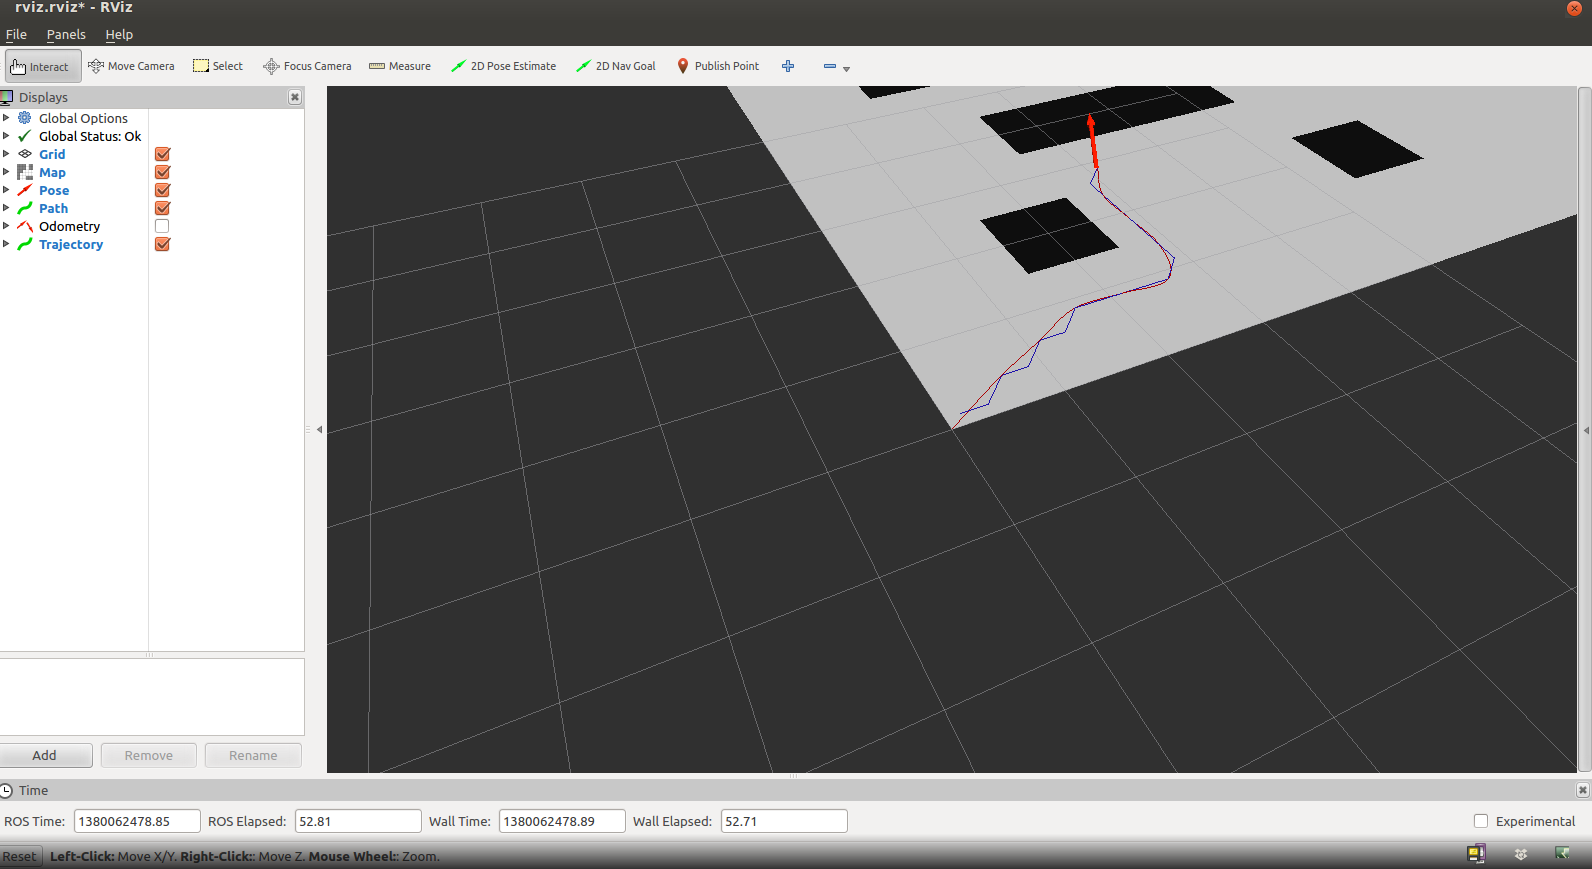 rviz.rviz* - RViz
File Panels Help
Interact Move Camera Select Focus Camera Measure 2D Pose Estimate 2D Nav Goal Publish Point
Displays
Global Options
Global Status: Ok
Grid
Map
Pose
Path
Odometry
Trajectory
Add Remove Rename
Time
ROS Time: 1380062478.85 ROS Elapsed: 52.81 Wall Time: 1380062478.89 Wall Elapsed: 52.71 Experimental
Reset Left-Click: Move X/Y. Right-Click:: Move Z. Mouse Wheel:: Zoom.